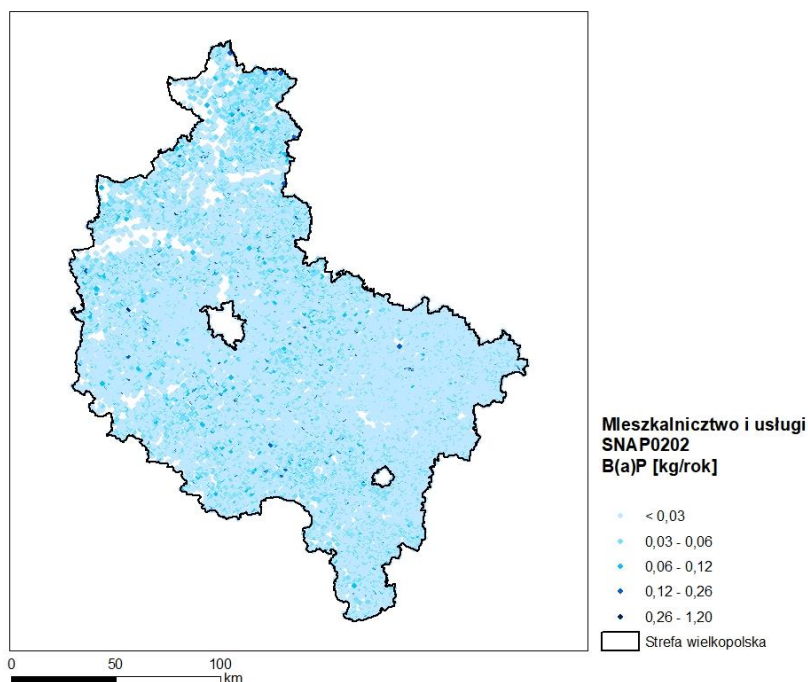 Mieszkalnictwo i usługi
SNAP0202
B(a)P [kg/rok]
< 0,03
0,03 - 0,06
0,06 - 0,12
0,12 - 0,26
0,26 - 1,20
Strefa wielkopolska
0 50 100
km